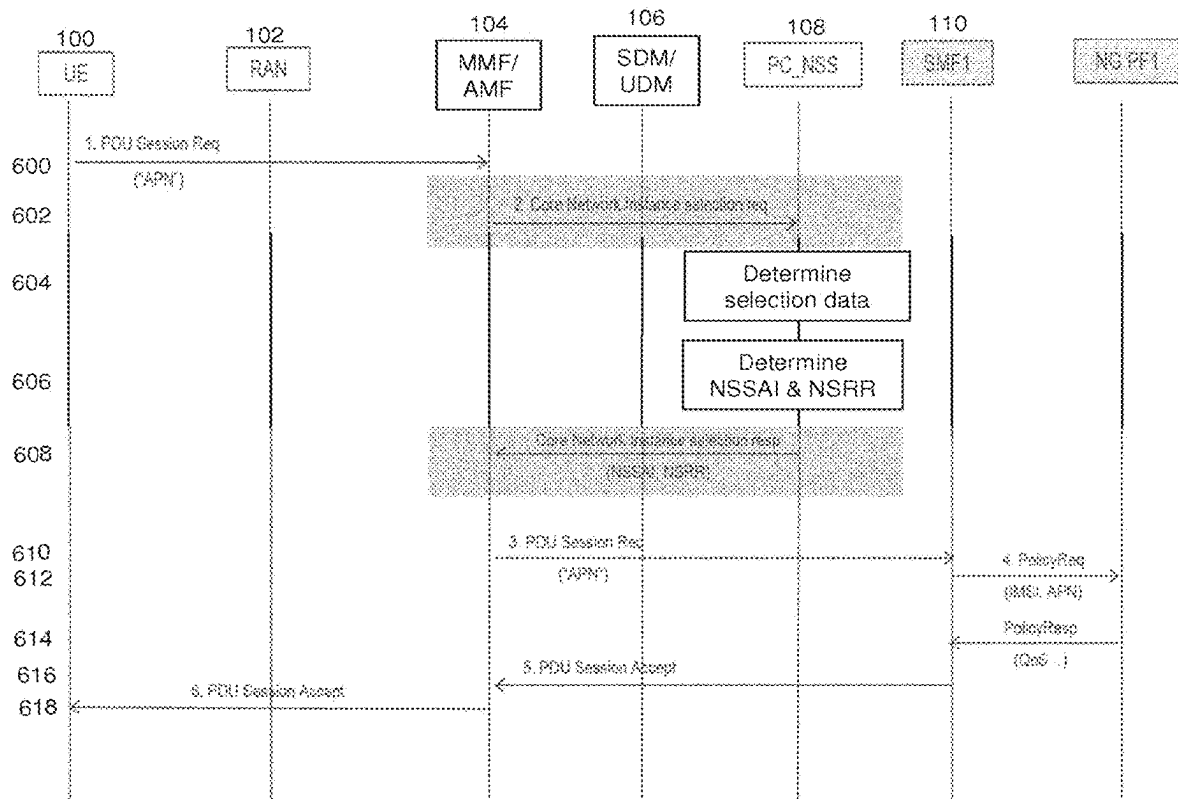 100
102
104
106
108
110
UE
RAN
MMF/
AMF
SDM/
UDM
PC_NSS
SMF1
NG PF1
600
1. PDU Session Req
("APN")
602
2. Core Network Instance selection req
604
Determine
selection data
606
Determine
NSSAI & NSRR
608
Core Network Instance selection resp
(NSSAI, NSRR)
610
3. PDU Session Req
("APN")
612
4. PolicyReq
(IMSI, APN)
614
PolicyResp
(QoS ..)
616
5. PDU Session Accept
618
6. PDU Session Accept